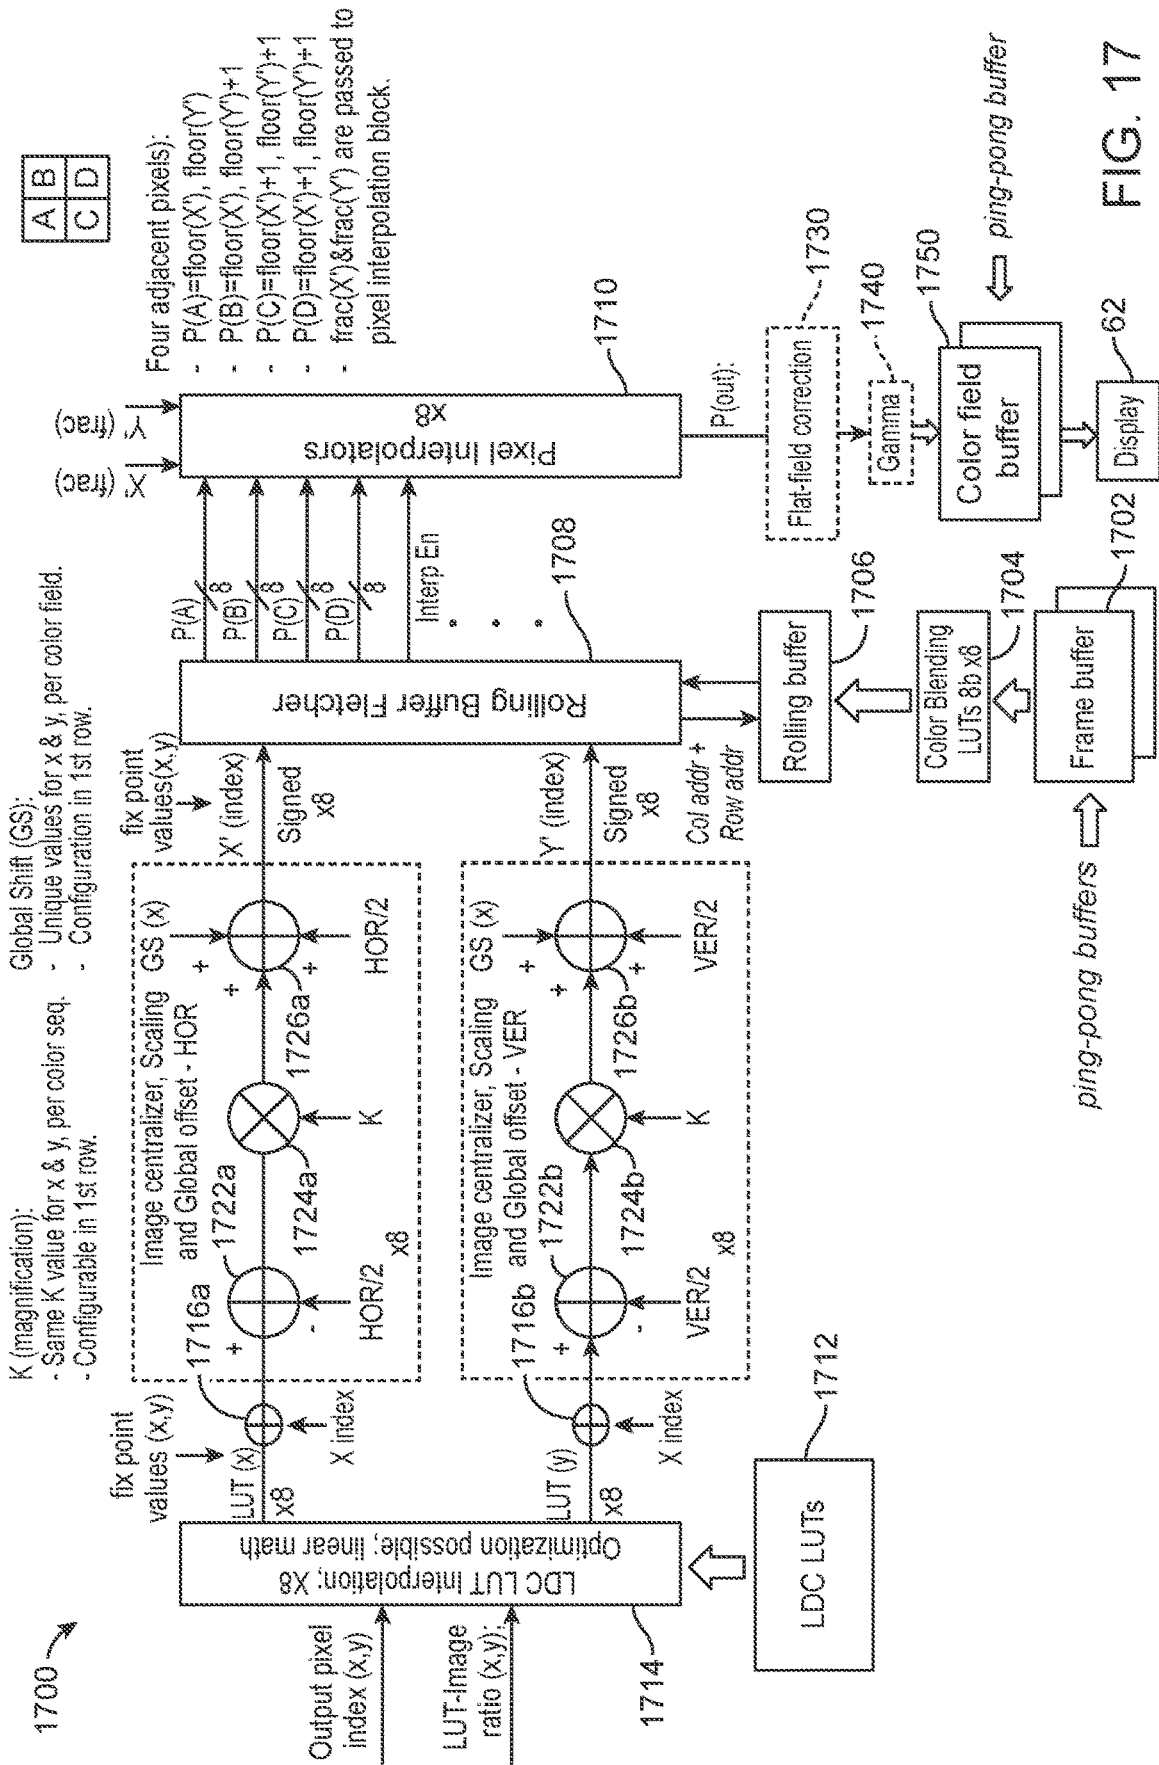 1700
K (magnification):
- Same K value for x & y, per color seq.
- Configurable in 1st row.
Global Shift (GS):
- Unique values for x & y, per color field.
- Configuration in 1st row.
A B
C D
Four adjacent pixels):
- P(A)=floor(X'), floor(Y')
- P(B)=floor(X'), floor(Y')+1
- P(C)=floor(X')+1, floor(Y')+1
- P(D)=floor(X')+1, floor(Y')+1
- frac(X')&frac(Y') are passed to
pixel interpolation block.
Output pixel
index (x,y)
LUT-Image
ratio (x,y):
1714
LDC LUT Interpolation; X8
Optimization possible; linear math
LDC LUTs
1712
fix point
values (x,y)
LUT (x)
x8
1716a
X index
Image centralizer, Scaling
and Global offset - HOR
GS (x)
1722a
+
-
HOR/2
1724a
K
1726a
+
+
+
HOR/2
x8
fix point
values(x,y)
X' (index)
Signed
x8
LUT (y)
x8
1716b
X index
Image centralizer, Scaling
and Global offset - VER
GS (x)
1722b
+
-
VER/2
1724b
K
1726b
+
+
+
VER/2
x8
Y' (index)
Signed
x8
Rolling Buffer Fletcher
1708
Col addr +
Row addr
Rolling buffer
1706
Color Blending
LUTs 8b x8
1704
Frame buffer
1702
ping-pong buffers
P(A)
8
P(B)
8
P(C)
8
P(D)
8
Interp En
. . .
X' (frac)
Y' (frac)
Pixel Interpolators
x8
1710
P(out):
Flat-field correction
1730
Gamma
1740
Color field
buffer
1750
ping-pong buffer
Display
62
FIG. 17